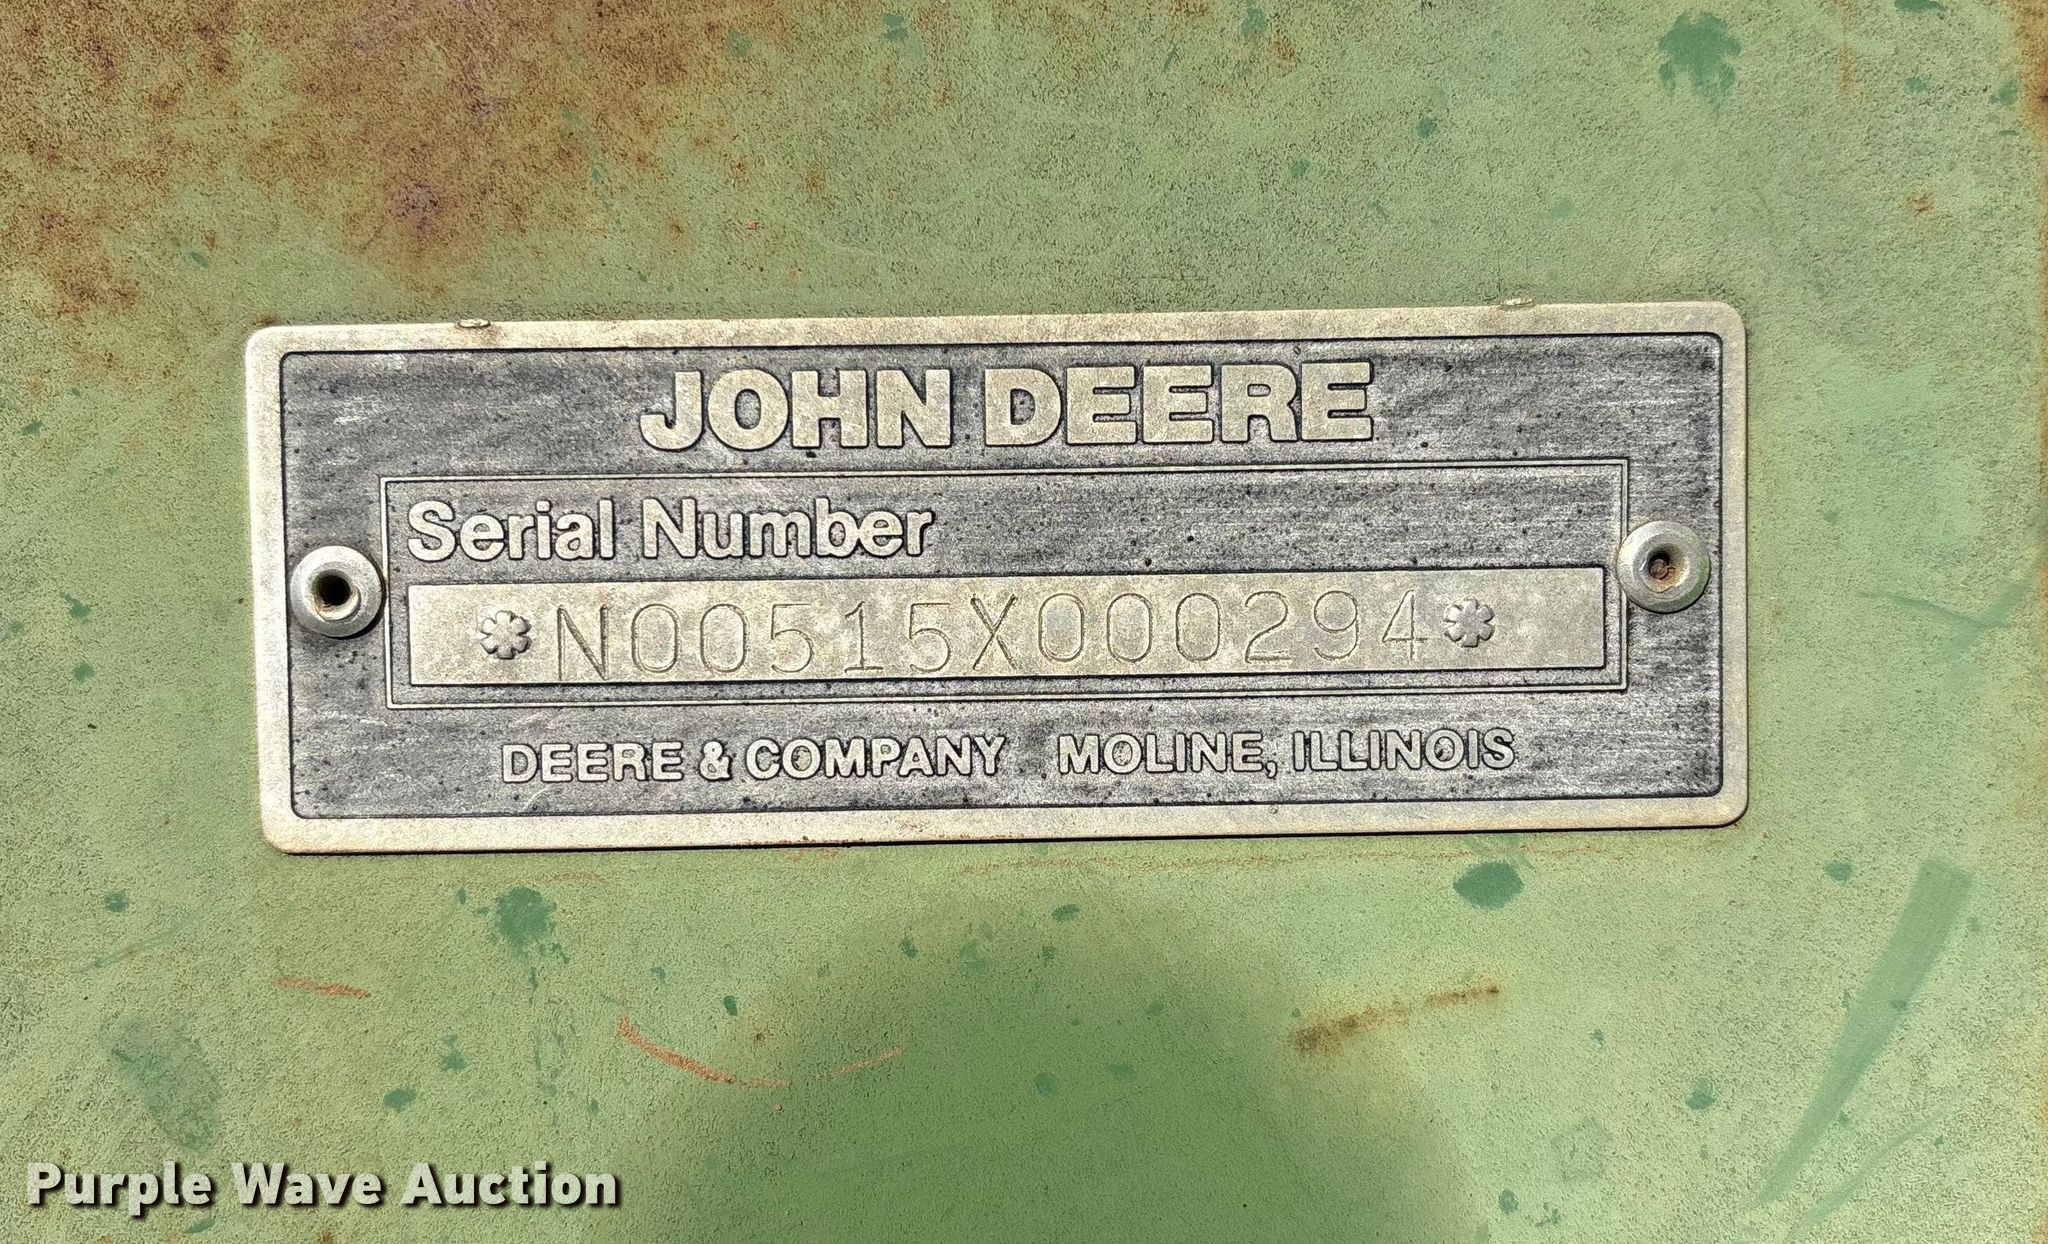 JOHN DEERE
Serial Number
*N00515X000294*
DEERE & COMPANY MOLINE, ILLINOIS
Purple Wave Auction